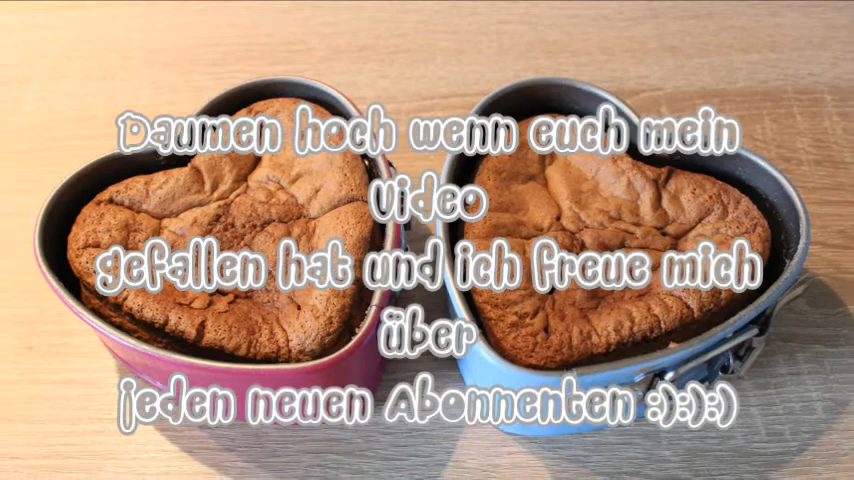 Daumen hoch wenn euch mein
Video
gefallen hat und ich freue mich
über
jeden neuen Abonnenten :):):)